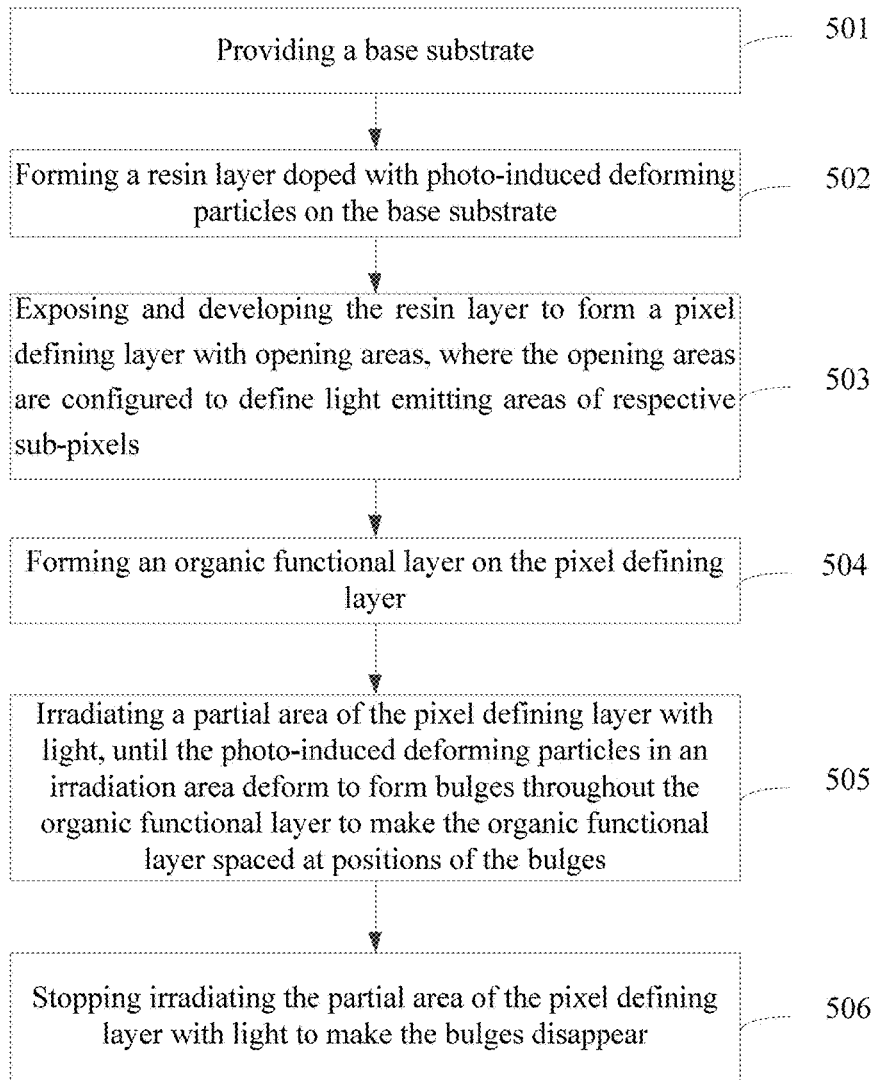 Providing a base substrate
501
Forming a resin layer doped with photo-induced deforming
particles on the base substrate
502
Exposing and developing the resin layer to form a pixel
defining layer with opening areas, where the opening areas
are configured to define light emitting areas of respective
sub-pixels
503
Forming an organic functional layer on the pixel defining
layer
504
Irradiating a partial area of the pixel defining layer with
light, until the photo-induced deforming particles in an
irradiation area deform to form bulges throughout the
organic functional layer to make the organic functional
layer spaced at positions of the bulges
505
Stopping irradiating the partial area of the pixel defining
layer with light to make the bulges disappear
506